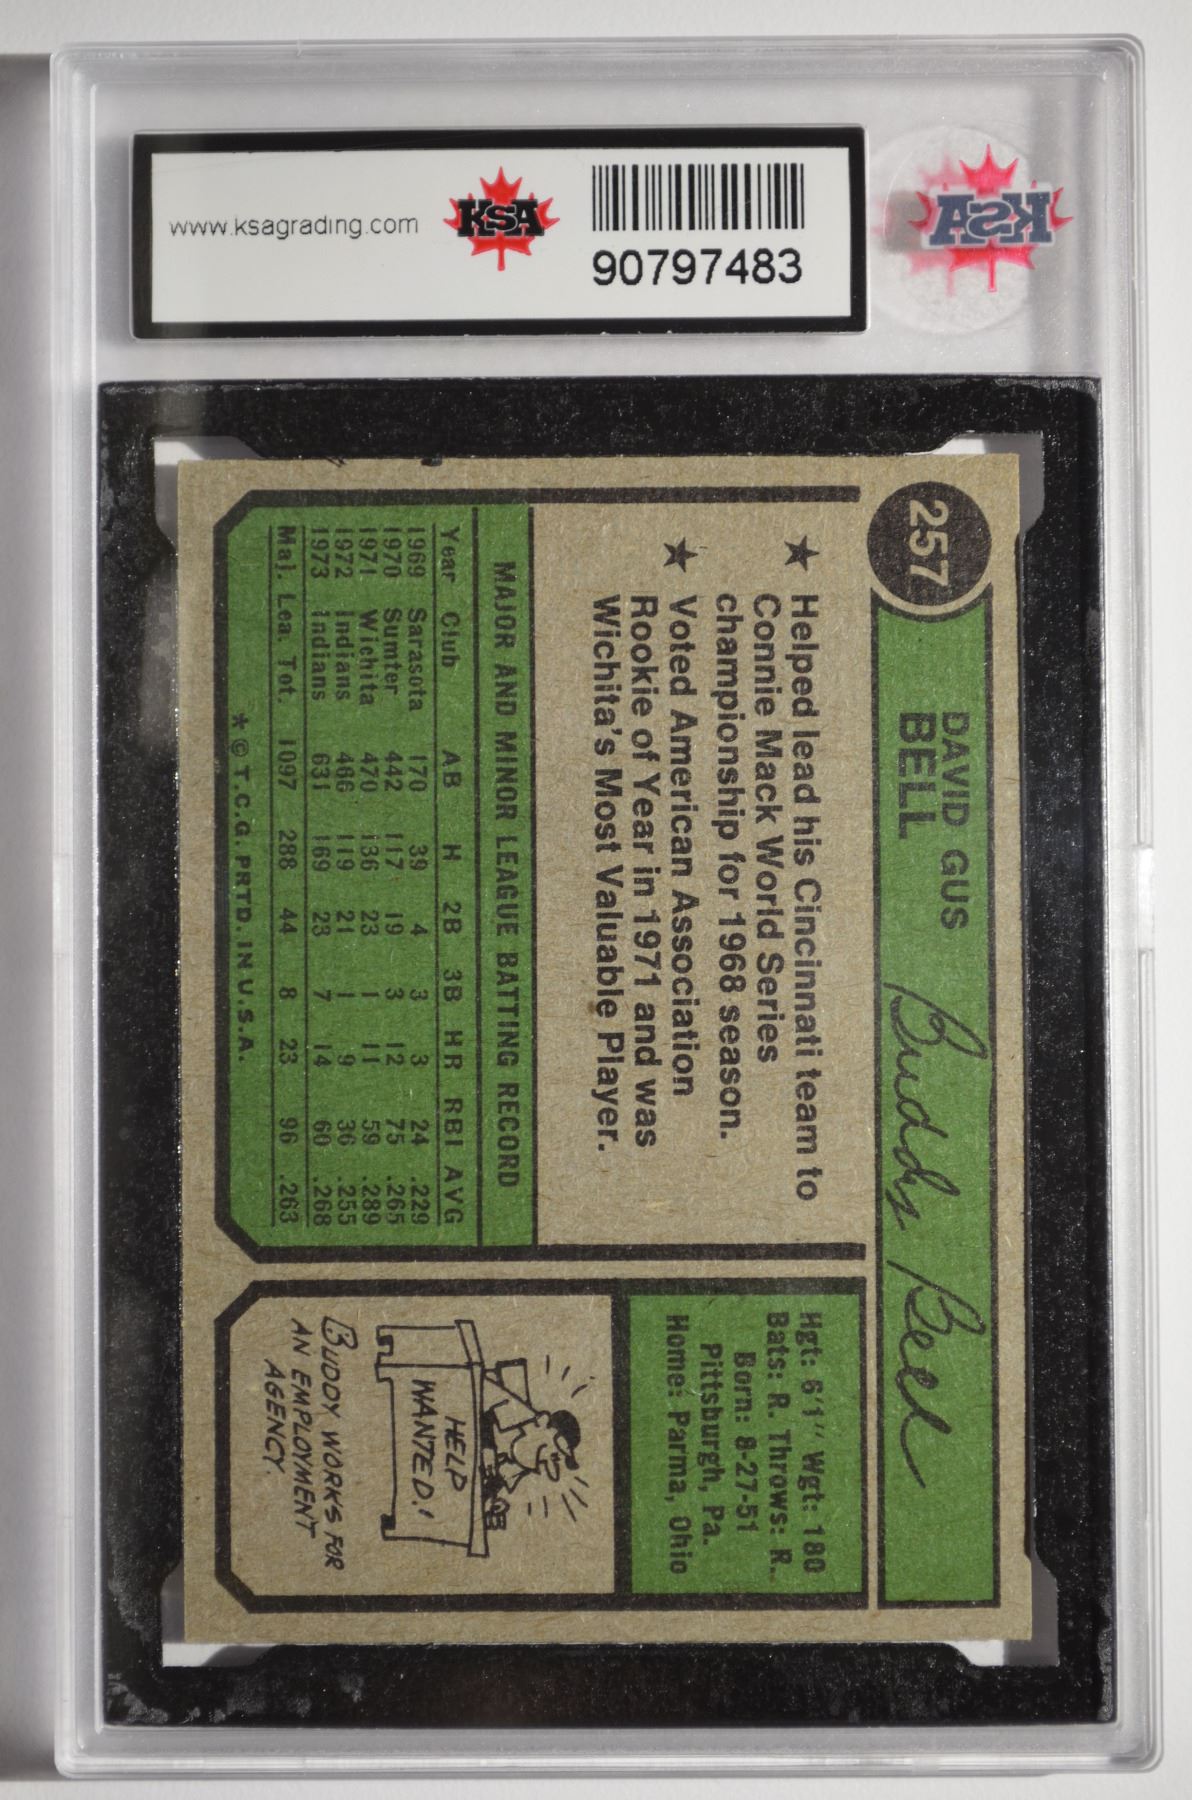 www.ksagrading.com
KSA
90797483
KSA
257
DAVID GUS
BELL
Buddy Bell
★ Helped lead his Cincinnati team to
Connie Mack World Series
championship for 1968 season.
★ Voted American Association
Rookie of Year in 1971 and was
Wichita's Most Valuable Player.
MAJOR AND MINOR LEAGUE BATTING RECORD
Year Club AB H 2B 3B HR RBI AVG
1969 Sarasota 170 39 4 3 3 24 .229
1970 Sumter 442 117 19 3 12 75 .265
1971 Wichita 470 136 23 1 11 59 .289
1972 Indians 466 119 21 1 9 36 .255
1973 Indians 631 169 23 7 14 60 .268
Maj. Lea. Tot. 1097 288 44 8 23 96 .263
* © T.C.G. PRTD. IN U.S.A.
Hgt: 6'1" Wgt: 180
Bats: R. Throws: R.
Born: 8-27-51
Pittsburgh, Pa.
Home: Parma, Ohio
HELP
WANTED!
BUDDY WORKS FOR
AN EMPLOYMENT
AGENCY.